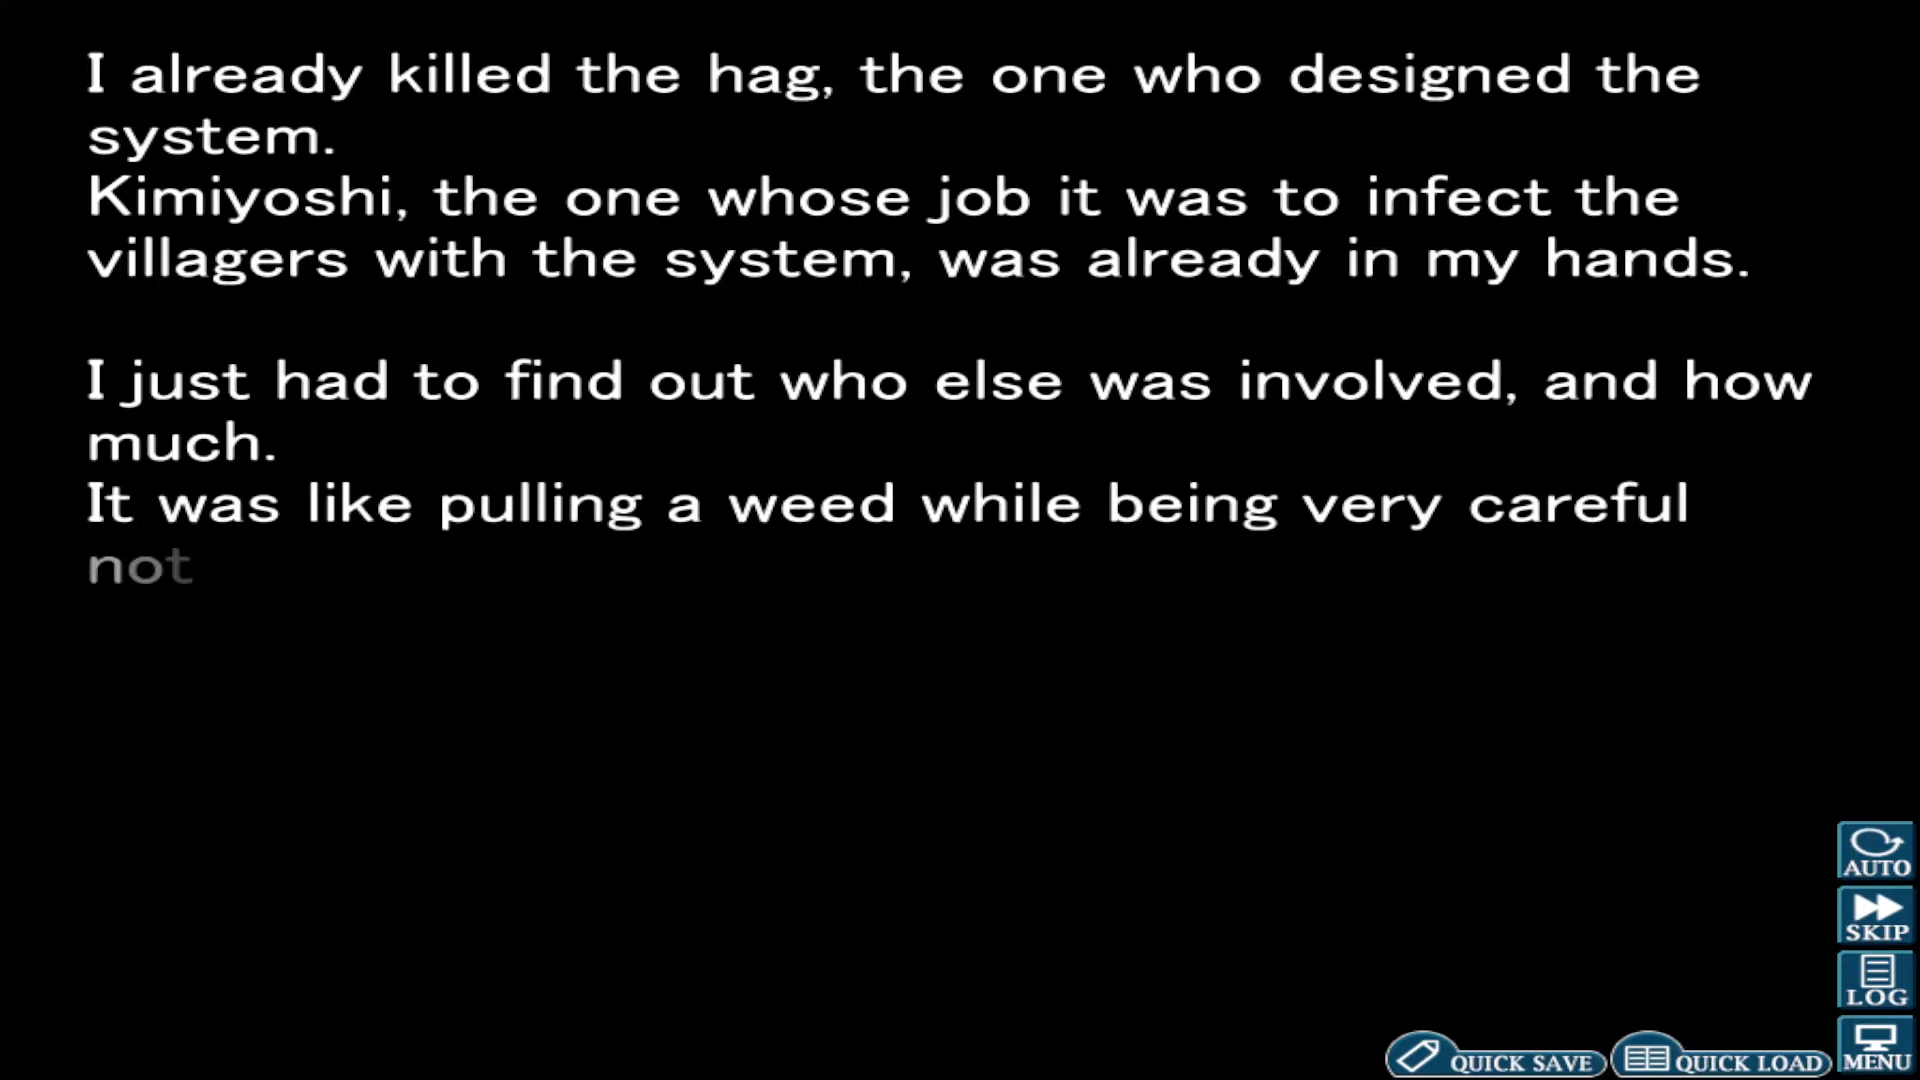 I already killed the hag, the one who designed the
system.
Kimiyoshi, the one whose job it was to infect the
villagers with the system, was already in my hands.
I just had to find out who else was involved, and how
much.
It was like pulling a weed while being very careful
not
AUTO
SKIP
LOG
MENU
QUICK SAVE
QUICK LOAD